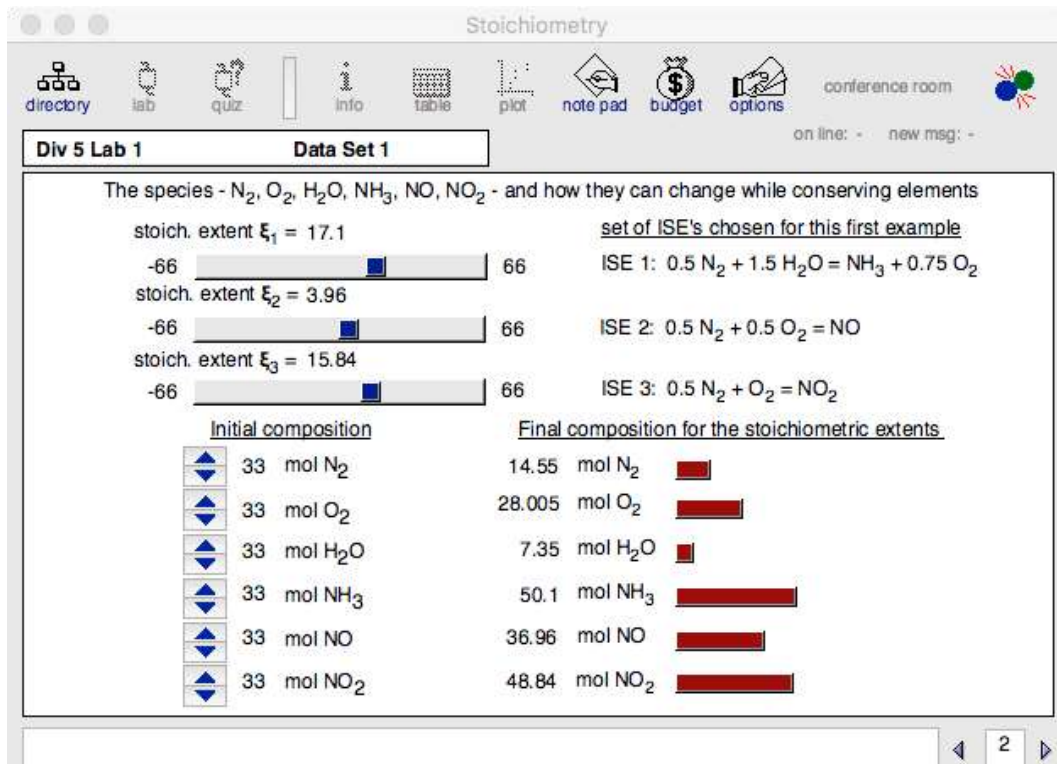 Stoichiometry
directory lab quiz info table plot note pad budget options conference room
on line: - new msg: -
Div 5 Lab 1 Data Set 1
The species - N₂, O₂, H₂O, NH₃, NO, NO₂ - and how they can change while conserving elements
stoich. extent ξ₁ = 17.1 set of ISE's chosen for this first example
-66 66 ISE 1: 0.5 N₂ + 1.5 H₂O = NH₃ + 0.75 O₂
stoich. extent ξ₂ = 3.96
-66 66 ISE 2: 0.5 N₂ + 0.5 O₂ = NO
stoich. extent ξ₃ = 15.84
-66 66 ISE 3: 0.5 N₂ + O₂ = NO₂
Initial composition Final composition for the stoichiometric extents
33 mol N₂ 14.55 mol N₂
33 mol O₂ 28.005 mol O₂
33 mol H₂O 7.35 mol H₂O
33 mol NH₃ 50.1 mol NH₃
33 mol NO 36.96 mol NO
33 mol NO₂ 48.84 mol NO₂
2